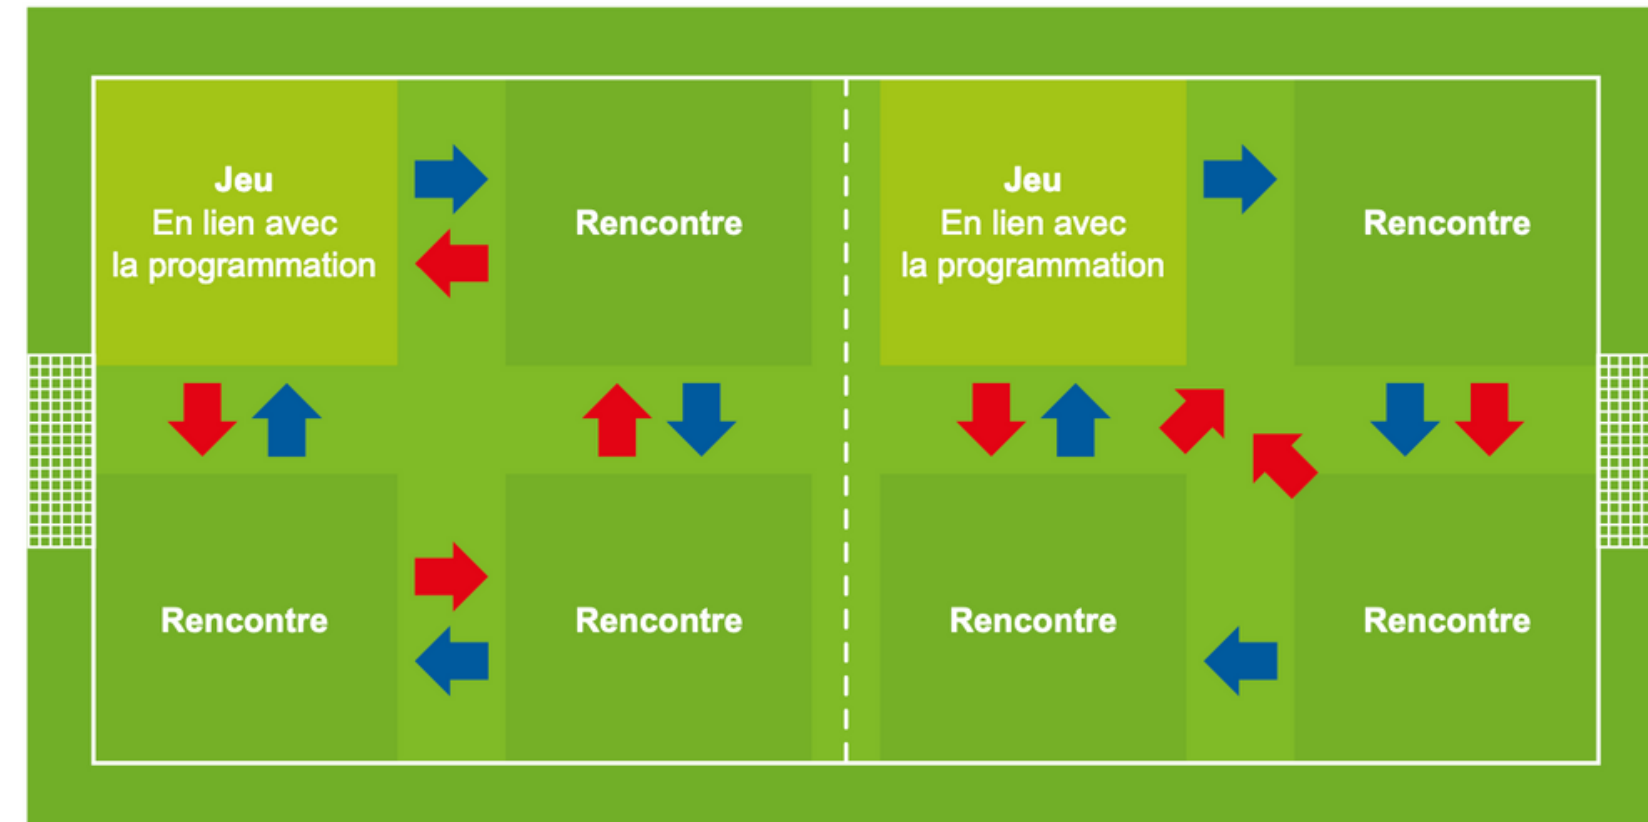 Jeu
En lien avec
la programmation
Rencontre
Jeu
En lien avec
la programmation
Rencontre
Rencontre
Rencontre
Rencontre
Rencontre